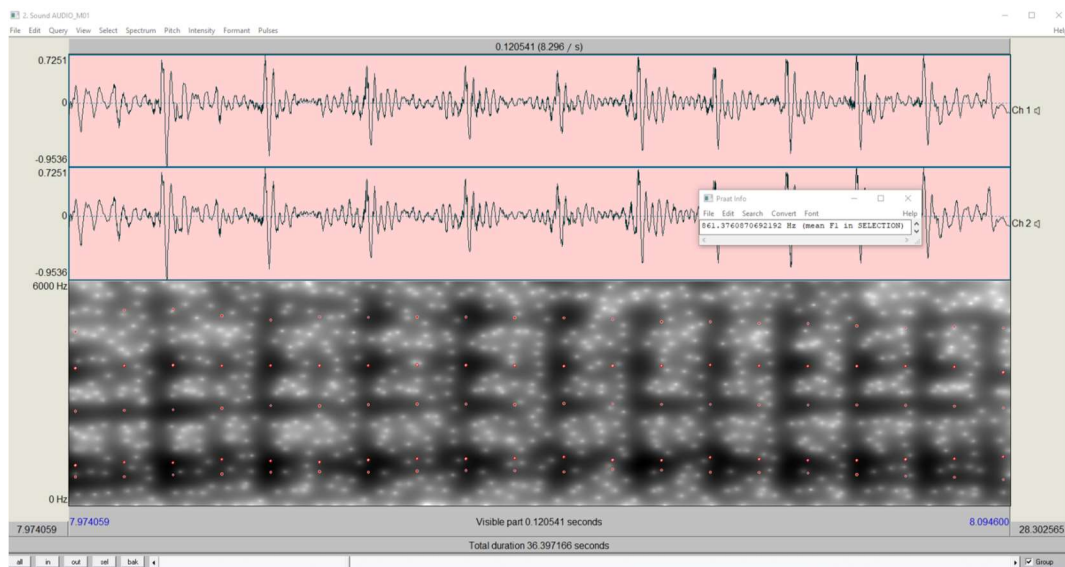 2. Sound AUDIO_M01
File Edit Query View Select Spectrum Pitch Intensity Formant Pulses Help
0.120541 (8.296 / s)
0.7251
0
-0.9536
Ch 1
0.7251
0
-0.9536
Ch 2
Praat Info
File Edit Search Convert Font Help
861.3760870692192 Hz (mean F1 in SELECTION)
6000 Hz
0 Hz
7.974059
8.094600
7.974059
Visible part 0.120541 seconds
28.302565
Total duration 36.397166 seconds
all in out sel bak
Group